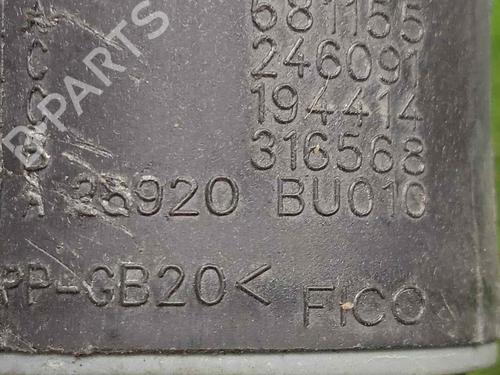 A 681155
C 246091
C 194414
316568
A 28920 BU010
PP-GB20<
FICO
B-PARTS